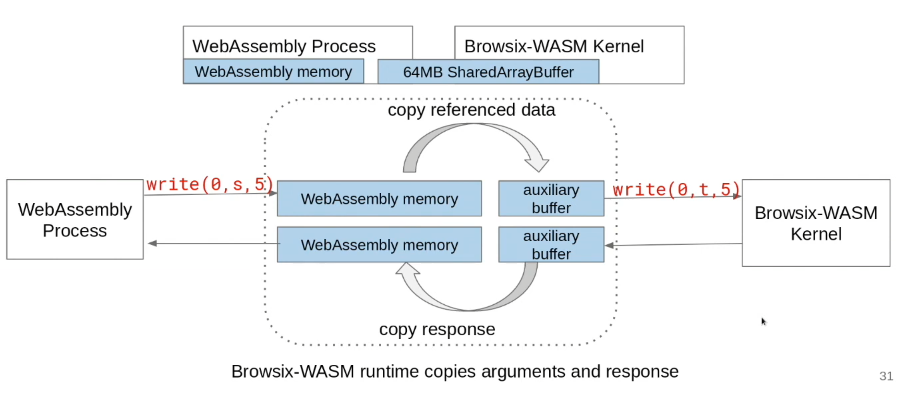 WebAssembly Process
Browsix-WASM Kernel
WebAssembly memory
64MB SharedArrayBuffer
copy referenced data
write(0,s,5)
WebAssembly memory
auxiliary
buffer
write(0,t,5)
WebAssembly
Process
Browsix-WASM
Kernel
WebAssembly memory
auxiliary
buffer
copy response
Browsix-WASM runtime copies arguments and response
31